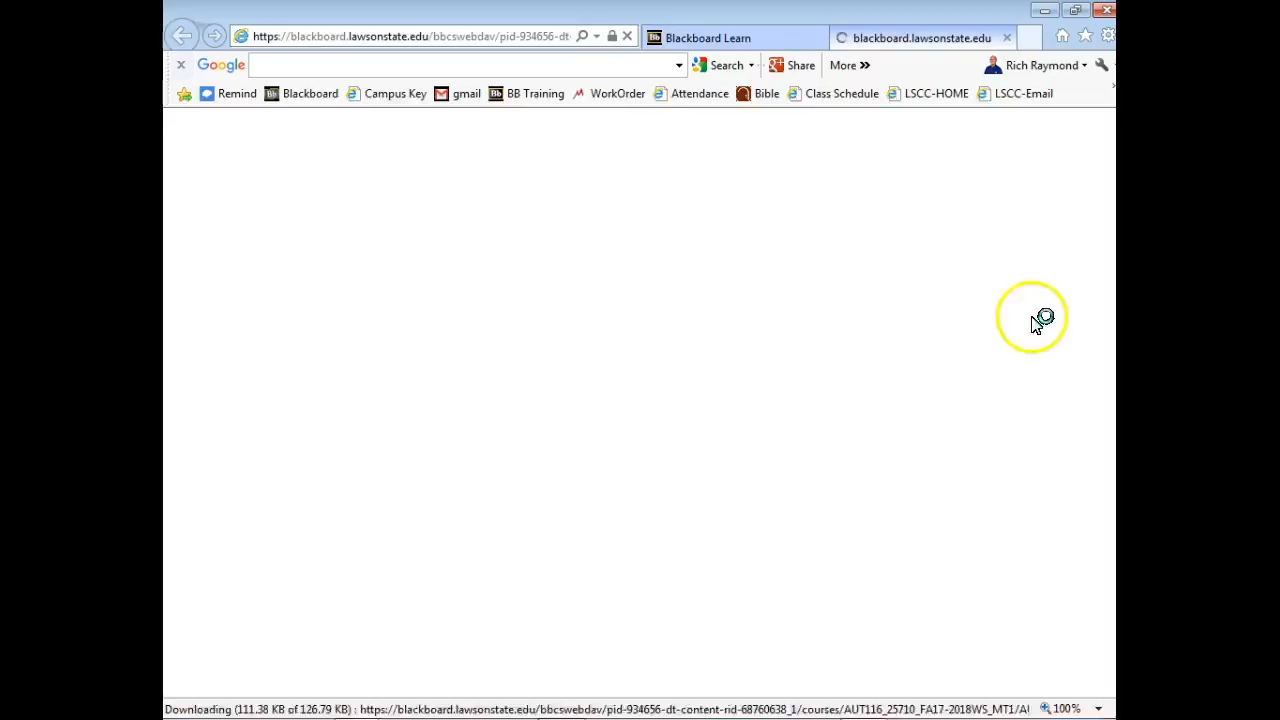 https://blackboard.lawsonstate.edu/bbcswebdav/pid-934656-dt- Blackboard Learn blackboard.lawsonstate.edu
Google Search Share More Rich Raymond
Remind Blackboard Campus Key gmail BB Training WorkOrder Attendance Bible Class Schedule LSCC-HOME LSCC-Email
Downloading (111.38 KB of 126.79 KB) : https://blackboard.lawsonstate.edu/bbcswebdav/pid-934656-dt-content-rid-68760638_1/courses/AUT116_25710_FA17-2018WS_MT1/A 100%